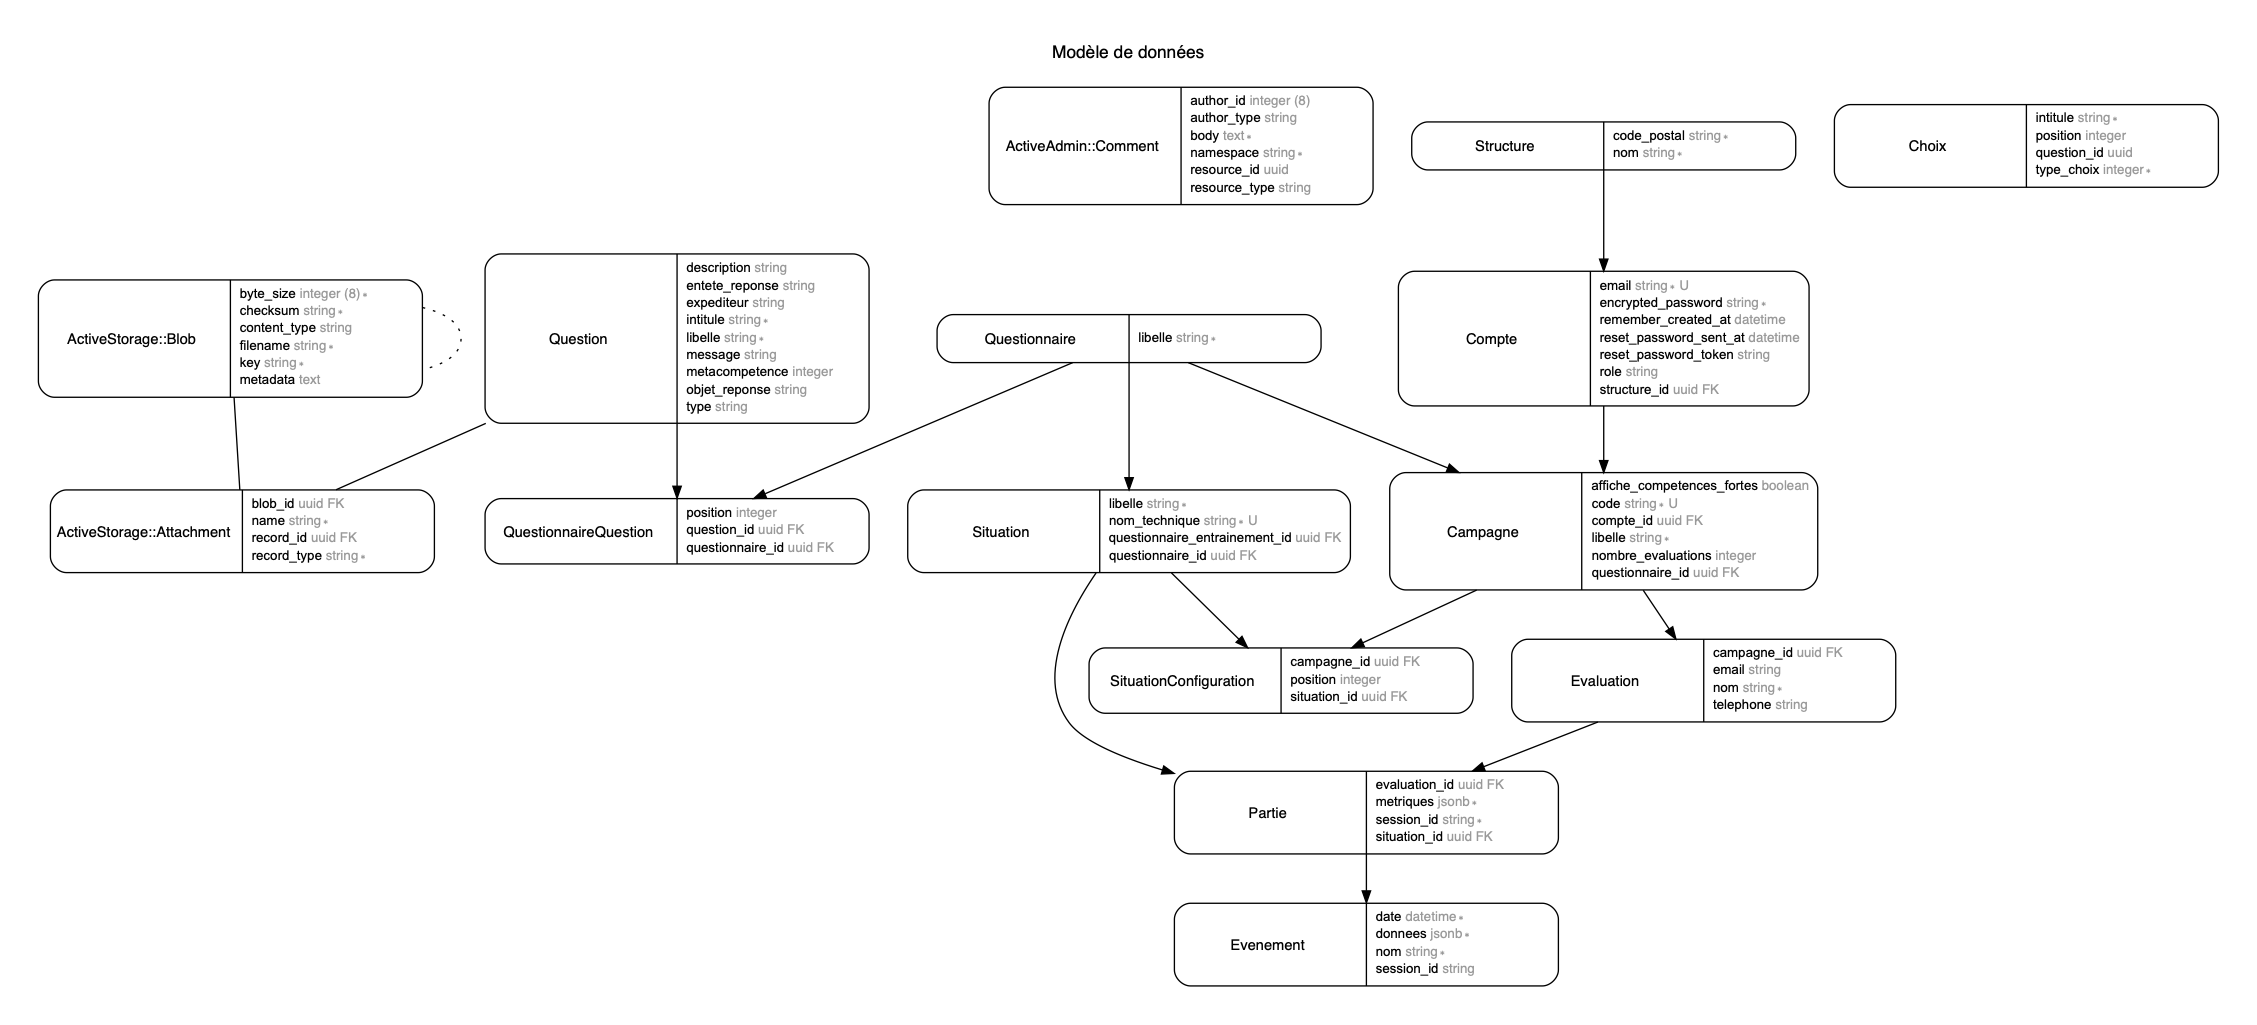 Modèle de données
ActiveAdmin::Comment
author_id integer (8)
author_type string
body text *
namespace string *
resource_id uuid
resource_type string
Structure
code_postal string *
nom string *
Choix
intitule string *
position integer
question_id uuid
type_choix integer *
ActiveStorage::Blob
byte_size integer (8) *
checksum string *
content_type string
filename string *
key string *
metadata text
Question
description string
entete_reponse string
expediteur string
intitule string *
libelle string *
message string
metacompetence integer
objet_reponse string
type string
Questionnaire
libelle string *
Compte
email string * U
encrypted_password string *
remember_created_at datetime
reset_password_sent_at datetime
reset_password_token string
role string
structure_id uuid FK
ActiveStorage::Attachment
blob_id uuid FK
name string *
record_id uuid FK
record_type string *
QuestionnaireQuestion
position integer
question_id uuid FK
questionnaire_id uuid FK
Situation
libelle string *
nom_technique string * U
questionnaire_entrainement_id uuid FK
questionnaire_id uuid FK
Campagne
affiche_competences_fortes boolean
code string * U
compte_id uuid FK
libelle string *
nombre_evaluations integer
questionnaire_id uuid FK
SituationConfiguration
campagne_id uuid FK
position integer
situation_id uuid FK
Evaluation
campagne_id uuid FK
email string
nom string *
telephone string
Partie
evaluation_id uuid FK
metriques jsonb *
session_id string *
situation_id uuid FK
Evenement
date datetime *
donnees jsonb *
nom string *
session_id string